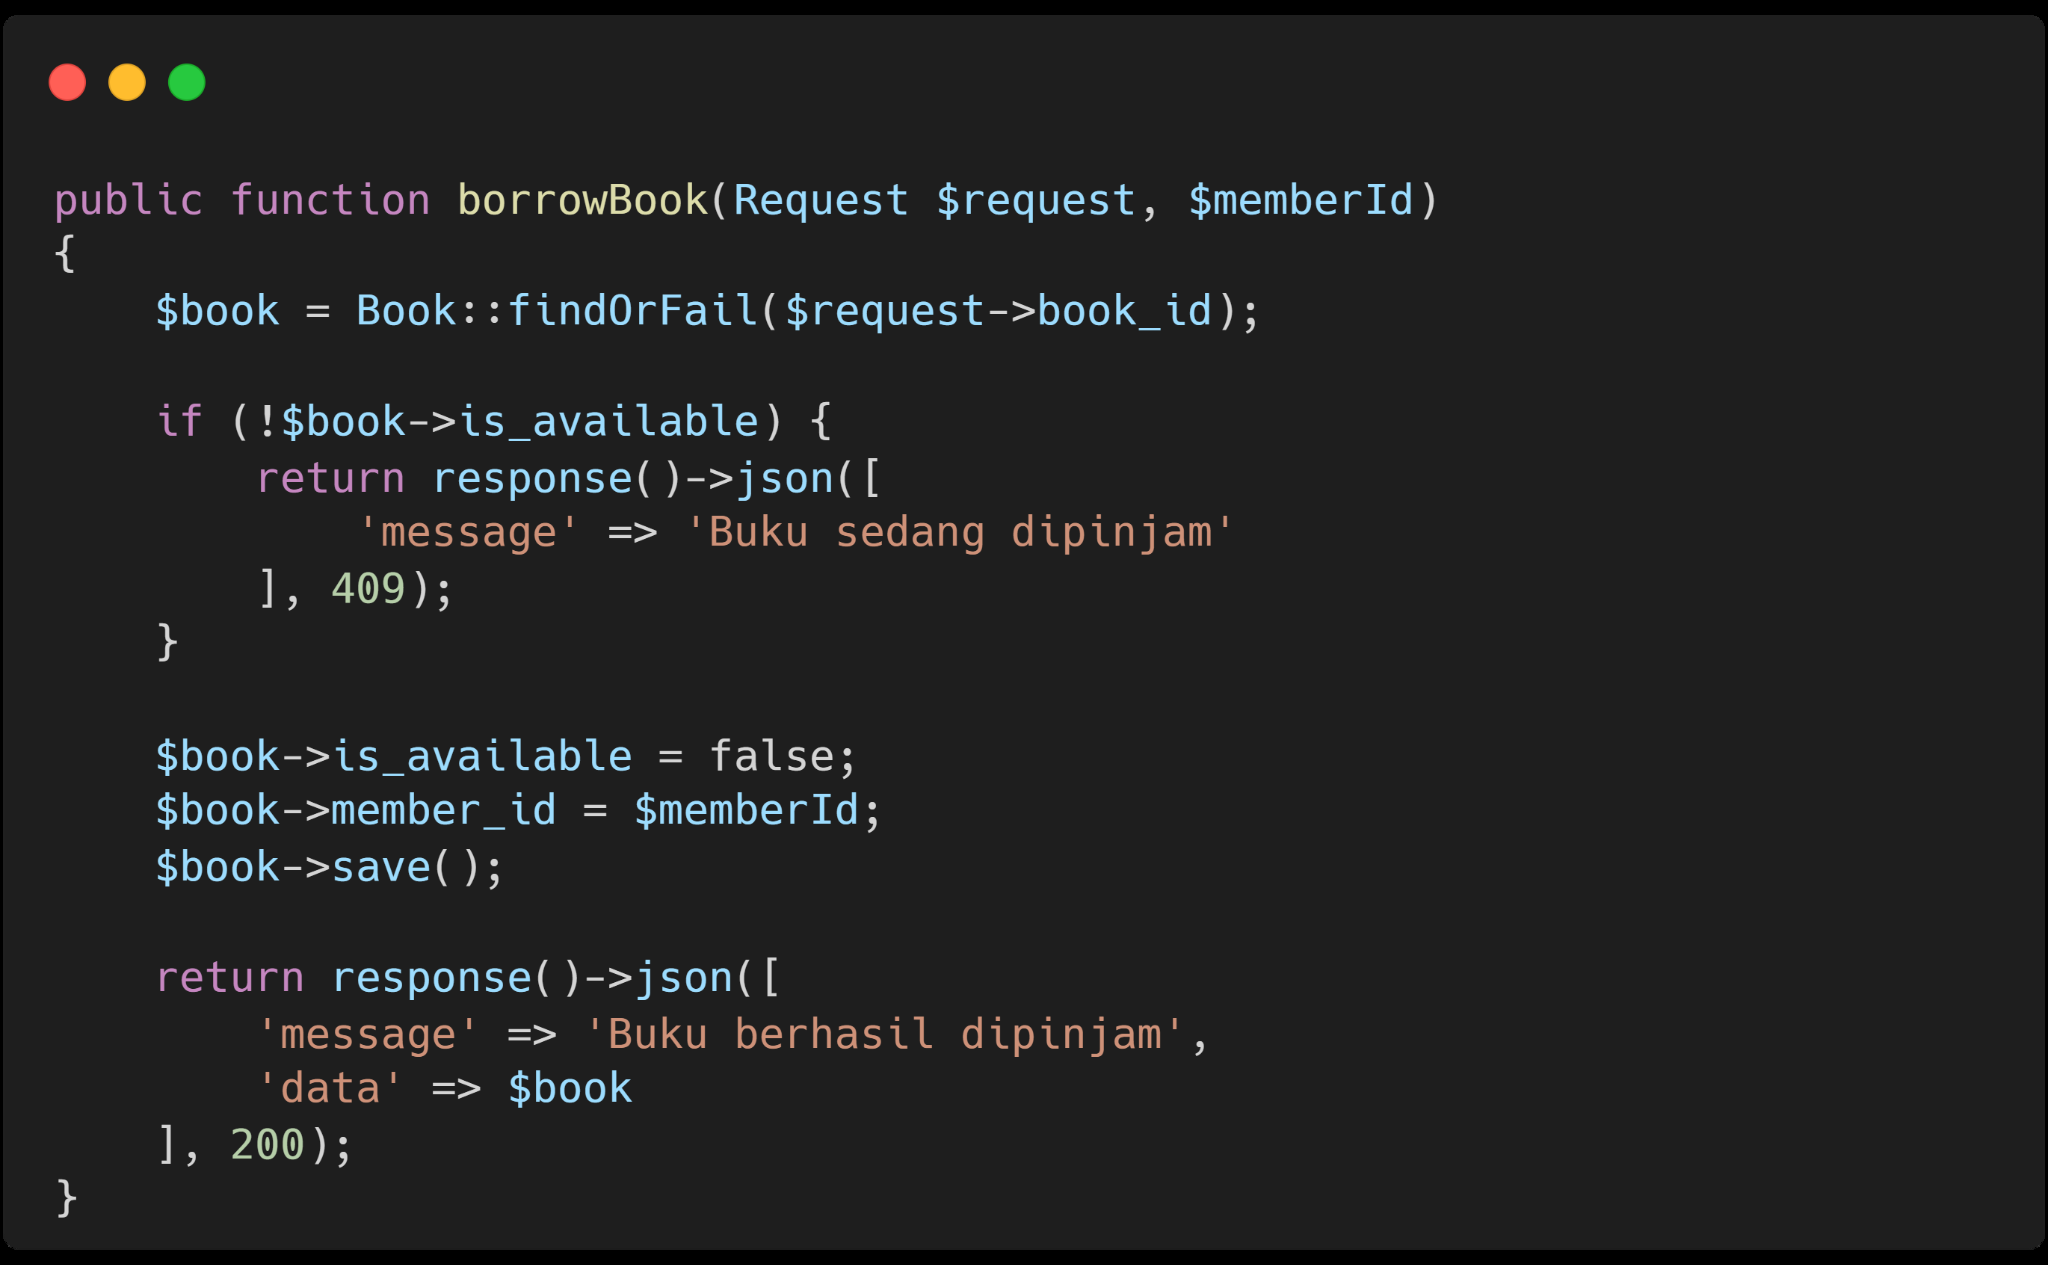 public function borrowBook(Request $request, $memberId)
{
    $book = Book::findOrFail($request->book_id);

    if (!$book->is_available) {
        return response()->json([
            'message' => 'Buku sedang dipinjam'
        ], 409);
    }

    $book->is_available = false;
    $book->member_id = $memberId;
    $book->save();

    return response()->json([
        'message' => 'Buku berhasil dipinjam',
        'data' => $book
    ], 200);
}